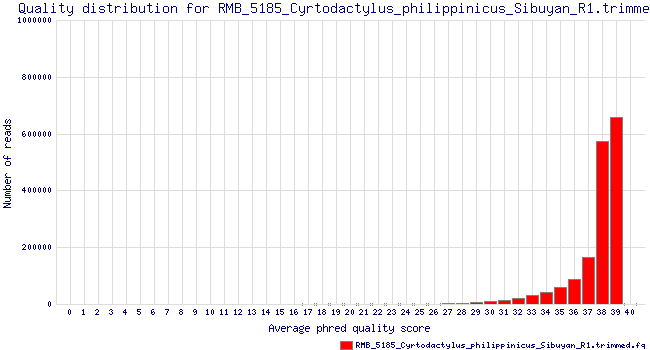 Quality distribution for RMB_5185_Cyrtodactylus_philippinicus_Sibuyan_R1.trimme
1000000
800000
600000
400000
200000
0
Number of reads
0 1 2 3 4 5 6 7 8 9 10 11 12 13 14 15 16 17 18 19 20 21 22 23 24 25 26 27 28 29 30 31 32 33 34 35 36 37 38 39 40
Average phred quality score
RMB_5185_Cyrtodactylus_philippinicus_Sibuyan_R1.trimmed.fq